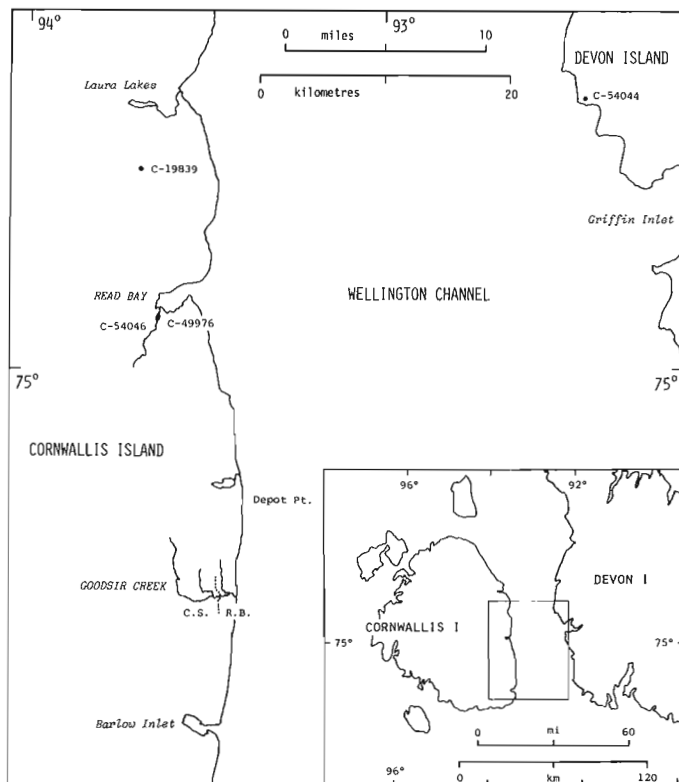 94°
93°
0 miles 10
DEVON ISLAND
Laura Lakes
0 kilometres 20
C-54044
C-19839
Griffin Inlet
READ BAY
WELLINGTON CHANNEL
C-54046
C-49976
75°
75°
CORNWALLIS ISLAND
Depot Pt.
GOODSIR CREEK
C.S. R.B.
Barlow Inlet
96°
92°
DEVON I
CORNWALLIS I
75°
75°
0 mi 60
96°
0 km 120